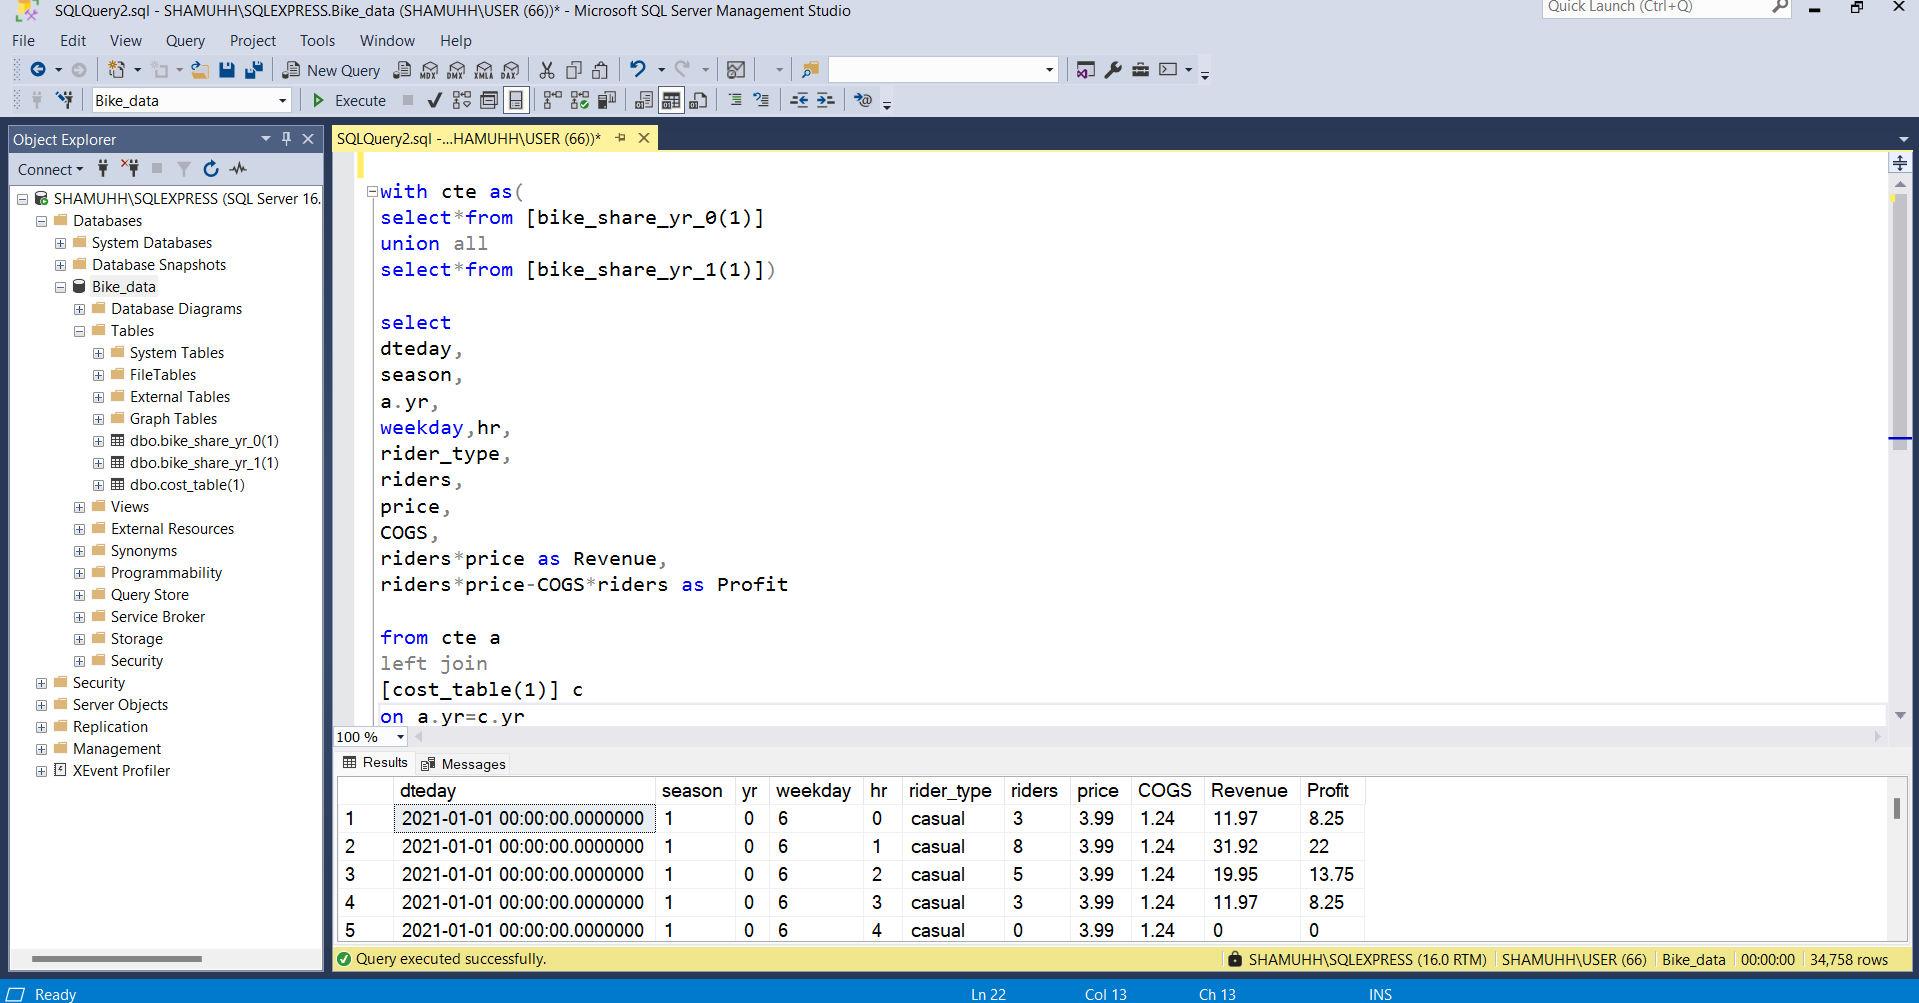 SQLQuery2.sql - SHAMUHH\SQLEXPRESS.Bike_data (SHAMUHH\USER (66))* - Microsoft SQL Server Management Studio
Quick Launch (Ctrl+Q)
File Edit View Query Project Tools Window Help
New Query MDX DMX XMLA DAX
Bike_data Execute
Object Explorer
Connect
SHAMUHH\SQLEXPRESS (SQL Server 16.
Databases
System Databases
Database Snapshots
Bike_data
Database Diagrams
Tables
System Tables
FileTables
External Tables
Graph Tables
dbo.bike_share_yr_0(1)
dbo.bike_share_yr_1(1)
dbo.cost_table(1)
Views
External Resources
Synonyms
Programmability
Query Store
Service Broker
Storage
Security
Security
Server Objects
Replication
Management
XEvent Profiler
SQLQuery2.sql -...HAMUHH\USER (66))*
with cte as(
select*from [bike_share_yr_0(1)]
union all
select*from [bike_share_yr_1(1)])
select
dteday,
season,
a.yr,
weekday,hr,
rider_type,
riders,
price,
COGS,
riders*price as Revenue,
riders*price-COGS*riders as Profit
from cte a
left join
[cost_table(1)] c
on a.yr=c.yr
100 %
Results Messages
dteday season yr weekday hr rider_type riders price COGS Revenue Profit
1 2021-01-01 00:00:00.0000000 1 0 6 0 casual 3 3.99 1.24 11.97 8.25
2 2021-01-01 00:00:00.0000000 1 0 6 1 casual 8 3.99 1.24 31.92 22
3 2021-01-01 00:00:00.0000000 1 0 6 2 casual 5 3.99 1.24 19.95 13.75
4 2021-01-01 00:00:00.0000000 1 0 6 3 casual 3 3.99 1.24 11.97 8.25
5 2021-01-01 00:00:00.0000000 1 0 6 4 casual 0 3.99 1.24 0 0
Query executed successfully. SHAMUHH\SQLEXPRESS (16.0 RTM) SHAMUHH\USER (66) Bike_data 00:00:00 34,758 rows
Ready Ln 22 Col 13 Ch 13 INS